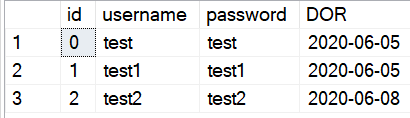 id username password DOR
1 0 test test 2020-06-05
2 1 test1 test1 2020-06-05
3 2 test2 test2 2020-06-08